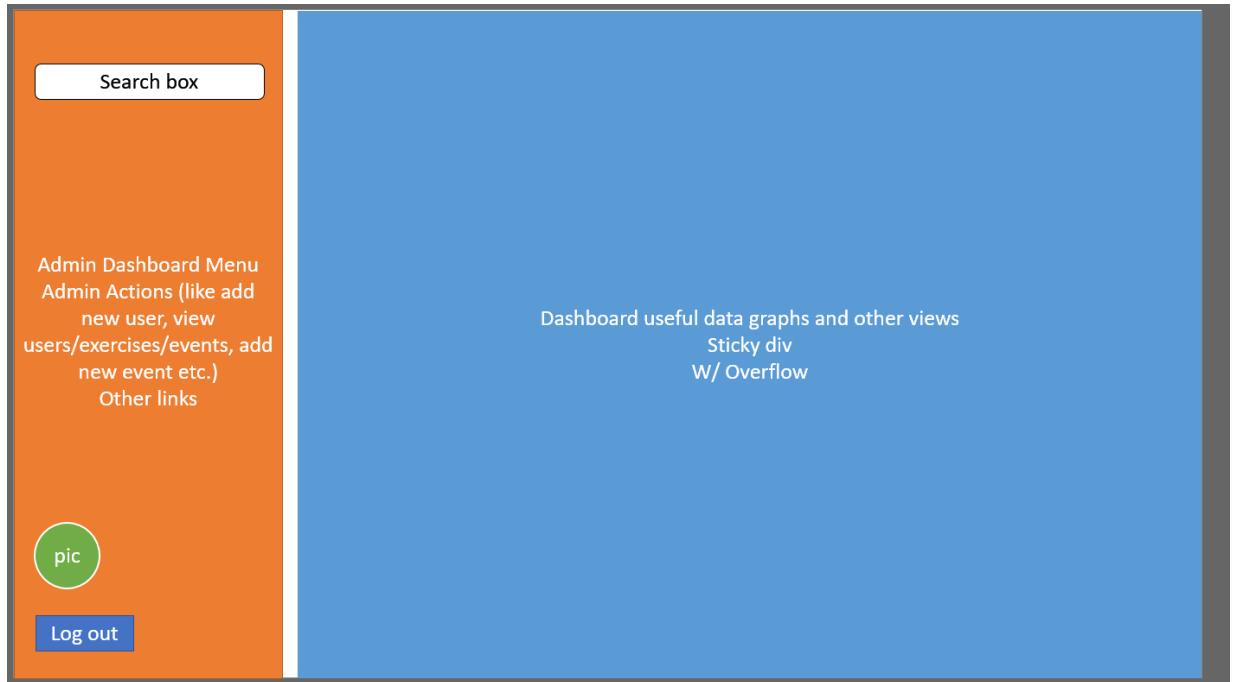 Search box
Admin Dashboard Menu
Admin Actions (like add
new user, view
users/exercises/events, add
new event etc.)
Other links
pic
Log out
Dashboard useful data graphs and other views
Sticky div
W/ Overflow